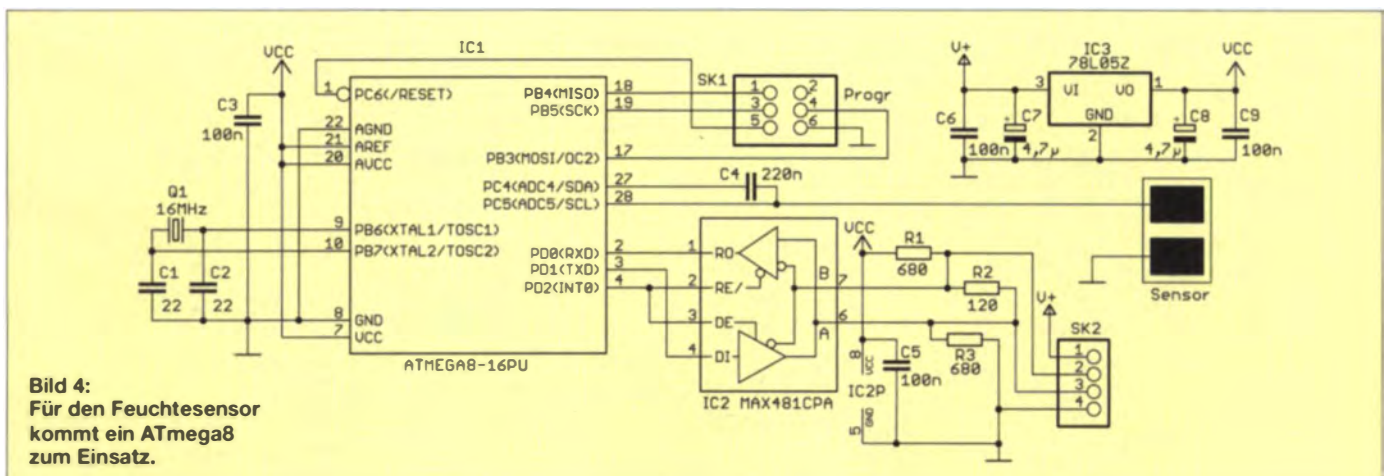 VCC
IC1
C3
100n
1
PC6(/RESET)
22
AGND
21
AREF
20
AVCC
Q1
16MHz
9
PB6(XTAL1/TOSC1)
10
PB7(XTAL2/TOSC2)
C1
22
C2
22
8
GND
7
VCC
PB4(MISO)
18
PB5(SCK)
19
PB3(MOSI/OC2)
17
PC4(ADC4/SDA)
27
PC5(ADC5/SCL)
28
PD0(RXD)
2
PD1(TXD)
3
PD2(INT0)
4
ATMEGA8-16PU
SK1
1
2
3
4
5
6
Progr
C4
220n
1
RO
2
RE/
3
DE
4
DI
B
7
A
6
IC2 MAX481CPA
VCC
R1
680
R2
120
R3
680
8
VCC
C5
100n
IC2P
5
GND
V+
SK2
1
2
3
4
V+
IC3
78L05Z
VCC
3
VI
VO
1
GND
2
C6
100n
C7
4,7µ
C8
4,7µ
C9
100n
Sensor
Bild 4:
Für den Feuchtesensor
kommt ein ATmega8
zum Einsatz.